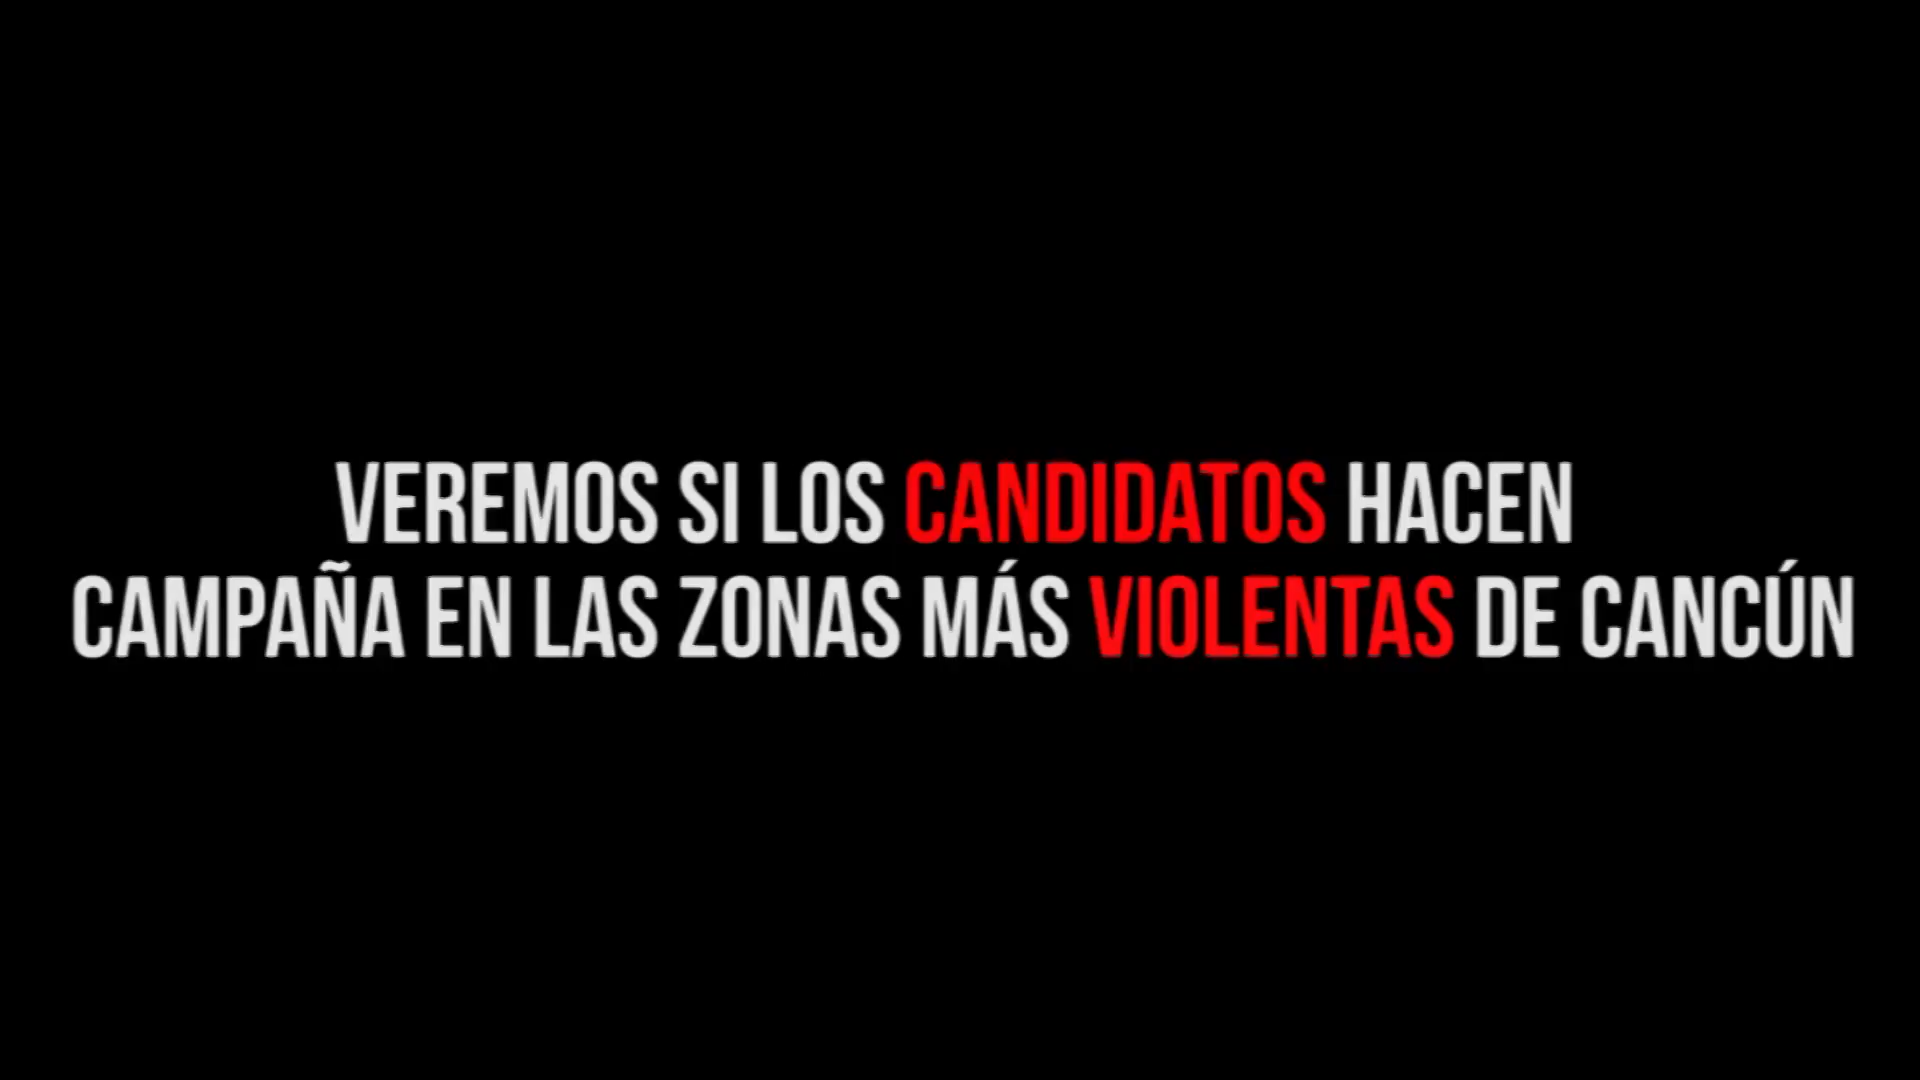 VEREMOS SI LOS CANDIDATOS HACEN
CAMPAÑA EN LAS ZONAS MÁS VIOLENTAS DE CANCÚN